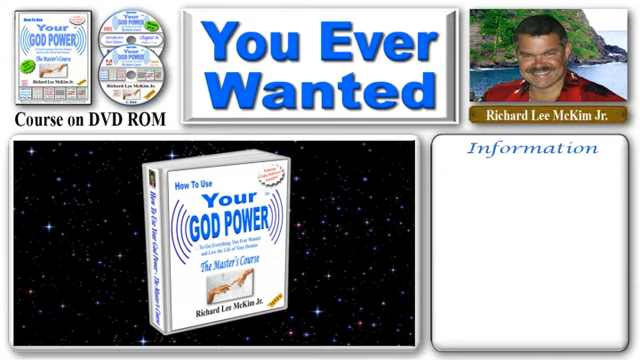 How To Use
Your
GOD POWER
The Master's Course
Richard Lee McKim Jr.
Course on DVD ROM
You Ever
Wanted
Richard Lee McKim Jr.
Information
How To Use Your God Power - The Master's Course
How To Use
Your
GOD POWER
To Get Everything You Ever Wanted
and Live the Life of Your Dreams
The Master's Course
Richard Lee McKim Jr.